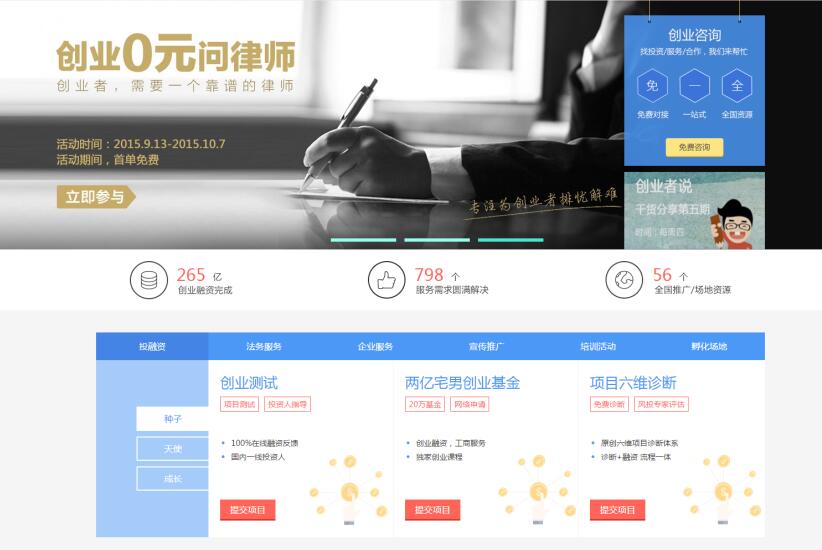 创业0元问律师
创业者，需要一个靠谱的律师
活动时间：2015.9.13-2015.10.7
活动期间，首单免费
立即参与
专注为创业者排忧解难
创业咨询
找投资/服务/合作，我们来帮忙
免 一 全
免费对接 一站式 全国资源
免费咨询
创业者说
干货分享第五期
时间：每周四
265 亿
创业融资完成
798 个
服务需求圆满解决
56 个
全国推广/场地资源
投融资 法务服务 企业服务 宣传推广 培训活动 孵化场地
种子
天使
成长
创业测试
项目测试 投资人指导
100%在线融资反馈
国内一线投资人
提交项目
两亿宅男创业基金
20万基金 网络申请
创业融资，工商服务
独家创业课程
提交项目
项目六维诊断
免费诊断 风投专家评估
原创六维项目诊断体系
诊断+融资 流程一体
提交项目